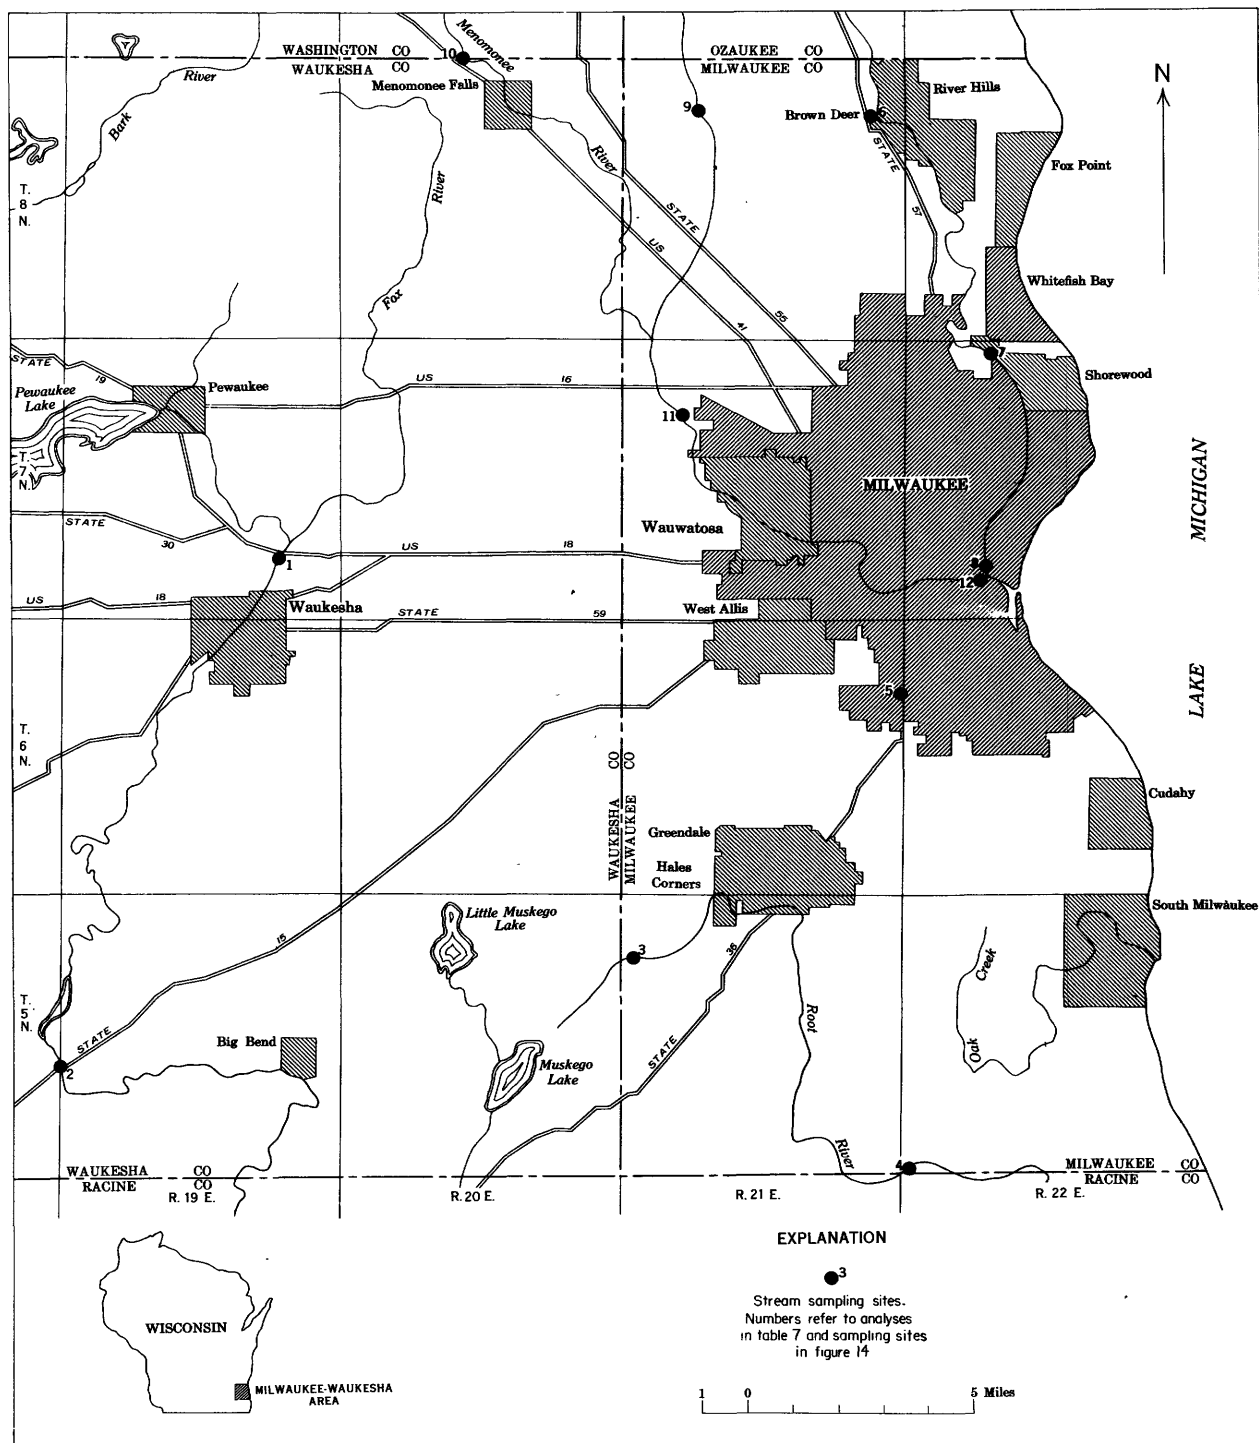 WASHINGTON CO
WAUKESHA CO
OZAUKEE CO
MILWAUKEE CO
10
Menomonee
River
Menomonee Falls
9
Brown Deer
6
River Hills
N
Bark
River
River
STATE
Fox Point
T.
8
N.
STATE
57
US
Whitefish Bay
Fox
41
55
7
STATE
19
Pewaukee
US
16
Shorewood
Pewaukee
Lake
11
T.
7
N.
MILWAUKEE
MICHIGAN
Wauwatosa
STATE
30
US
18
1
8
12
US
18
Waukesha
STATE
59
West Allis
5
LAKE
T.
6
N.
WAUKESHA CO
MILWAUKEE CO
Cudahy
Greendale
Hales
Corners
Little Muskego
Lake
South Milwaukee
15
3
36
Creek
T.
5
N.
Root
STATE
Big Bend
STATE
Oak
2
Muskego
Lake
River
4
WAUKESHA CO
RACINE CO
MILWAUKEE CO
RACINE CO
R. 19 E.
R. 20 E.
R. 21 E.
R. 22 E.
EXPLANATION
3
Stream sampling sites.
Numbers refer to analyses
in table 7 and sampling sites
in figure 14
WISCONSIN
MILWAUKEE-WAUKESHA
AREA
1 0 5 Miles